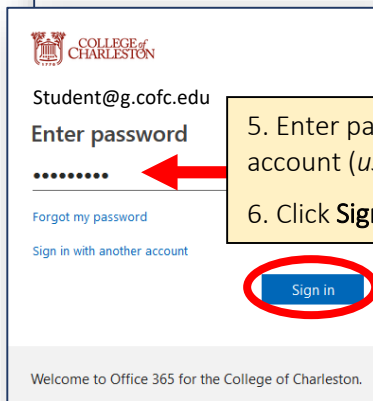 COLLEGE of
CHARLESTON
Student@g.cofc.edu
Enter password
5. Enter pa
account (u
6. Click Sign
Forgot my password
Sign in with another account
Sign in
Welcome to Office 365 for the College of Charleston.